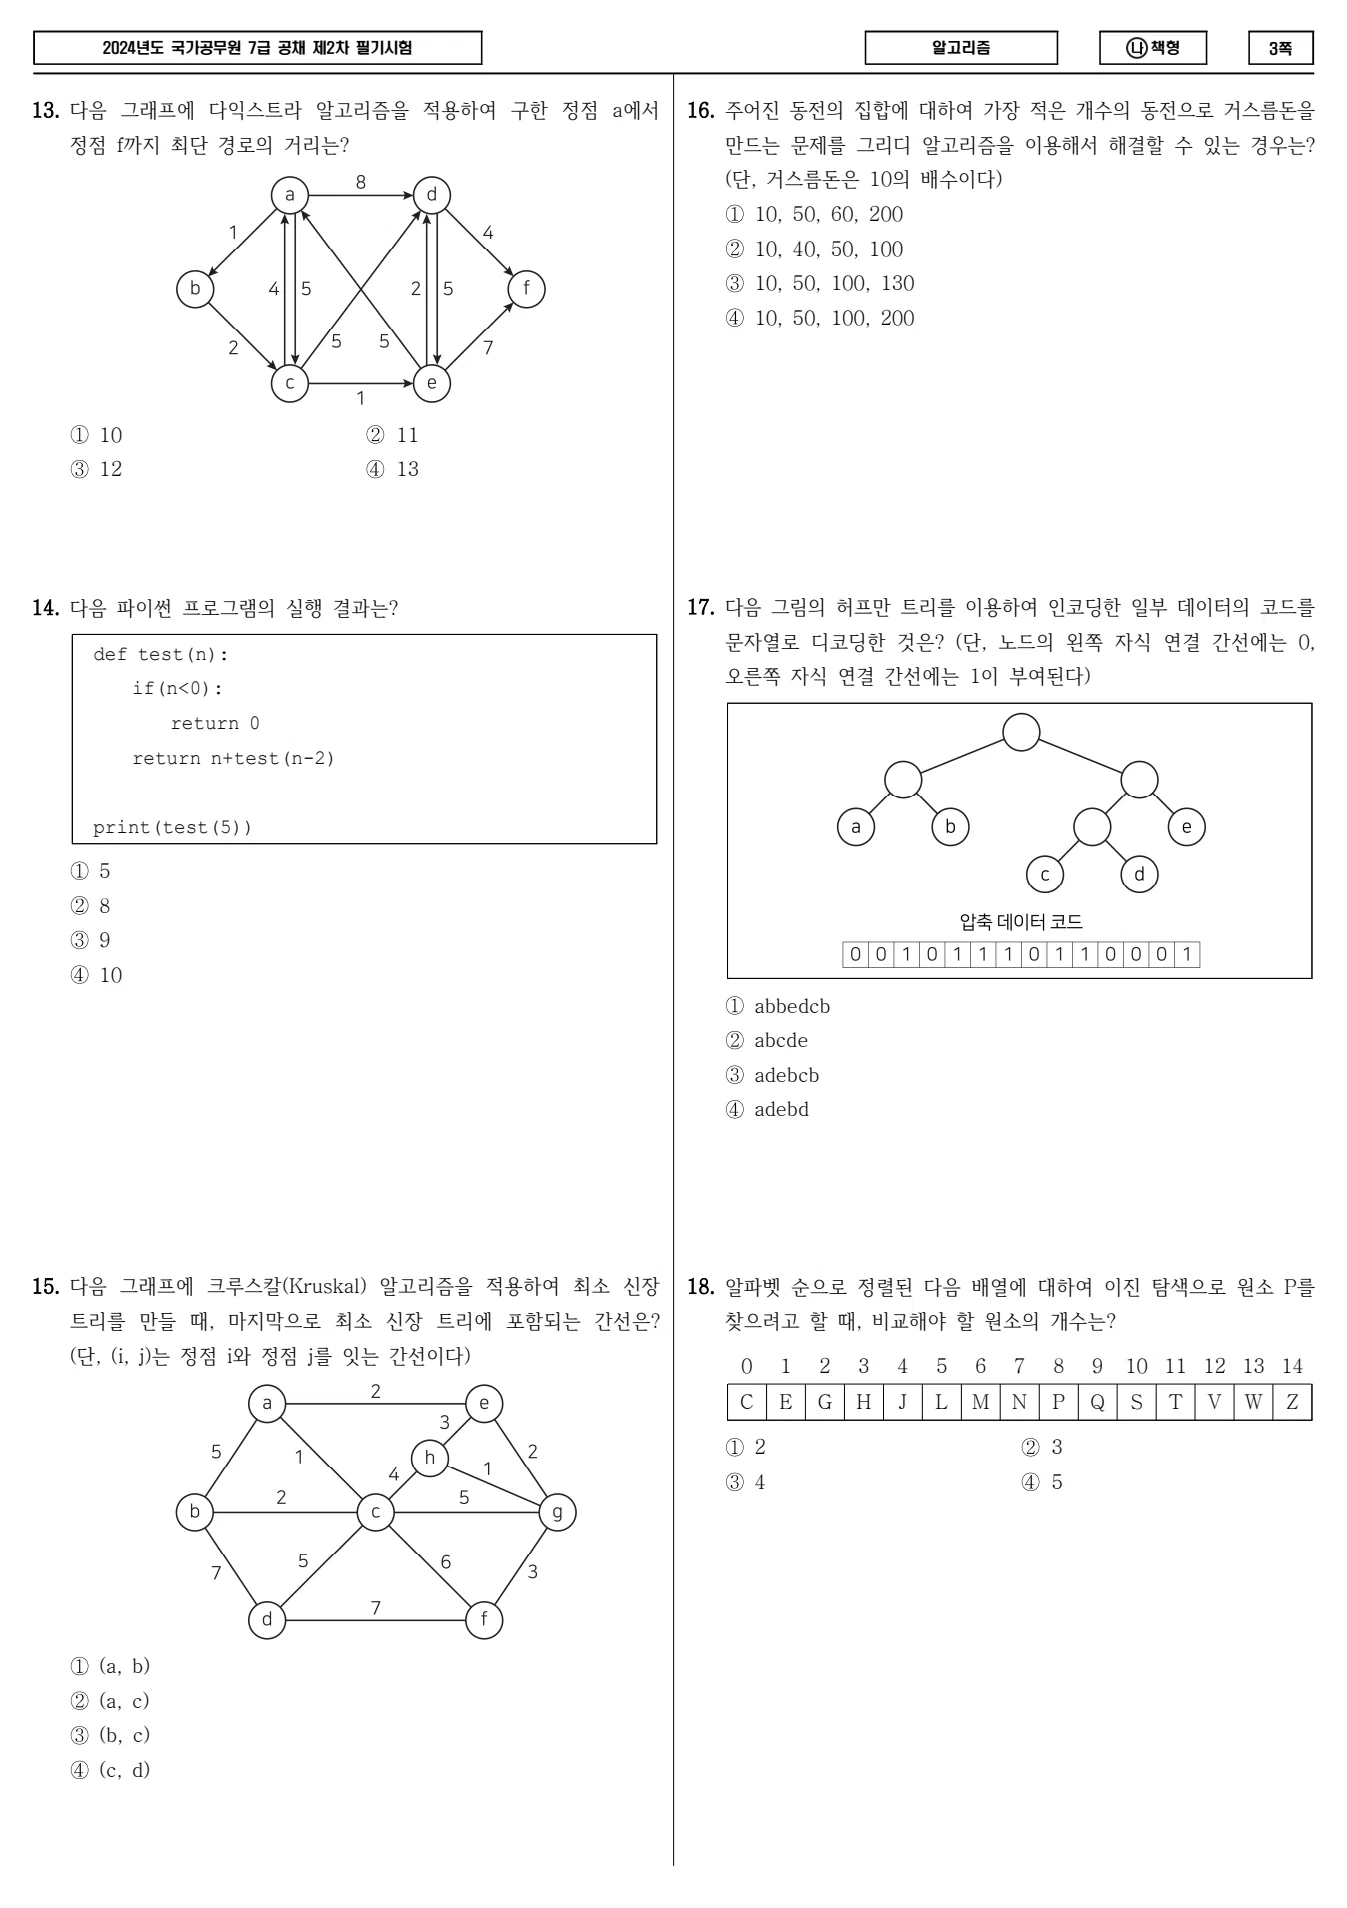 2024년도 국가공무원 7급 공채 제2차 필기시험
알고리즘
㉯책형
3쪽
13. 다음 그래프에 다익스트라 알고리즘을 적용하여 구한 정점 a에서
정점 f까지 최단 경로의 거리는?
a 8 d
1 4
b 4 5 2 5 f
2 5 5 7
c 1 e
① 10 ② 11
③ 12 ④ 13
14. 다음 파이썬 프로그램의 실행 결과는?
def test(n):
if(n<0):
return 0
return n+test(n-2)
print(test(5))
① 5
② 8
③ 9
④ 10
15. 다음 그래프에 크루스칼(Kruskal) 알고리즘을 적용하여 최소 신장
트리를 만들 때, 마지막으로 최소 신장 트리에 포함되는 간선은?
(단, (i, j)는 정점 i와 정점 j를 잇는 간선이다)
a 2 e
3
5 1 h 2
4 1
2 5
b c g
7 5 6 3
d 7 f
① (a, b)
② (a, c)
③ (b, c)
④ (c, d)
16. 주어진 동전의 집합에 대하여 가장 적은 개수의 동전으로 거스름돈을
만드는 문제를 그리디 알고리즘을 이용해서 해결할 수 있는 경우는?
(단, 거스름돈은 10의 배수이다)
① 10, 50, 60, 200
② 10, 40, 50, 100
③ 10, 50, 100, 130
④ 10, 50, 100, 200
17. 다음 그림의 허프만 트리를 이용하여 인코딩한 일부 데이터의 코드를
문자열로 디코딩한 것은? (단, 노드의 왼쪽 자식 연결 간선에는 0,
오른쪽 자식 연결 간선에는 1이 부여된다)
a b e
c d
압축 데이터 코드
0 0 1 0 1 1 1 0 1 1 0 0 0 1
① abbedcb
② abcde
③ adebcb
④ adebd
18. 알파벳 순으로 정렬된 다음 배열에 대하여 이진 탐색으로 원소 P를
찾으려고 할 때, 비교해야 할 원소의 개수는?
0 1 2 3 4 5 6 7 8 9 10 11 12 13 14
C E G H J L M N P Q S T V W Z
① 2 ② 3
③ 4 ④ 5